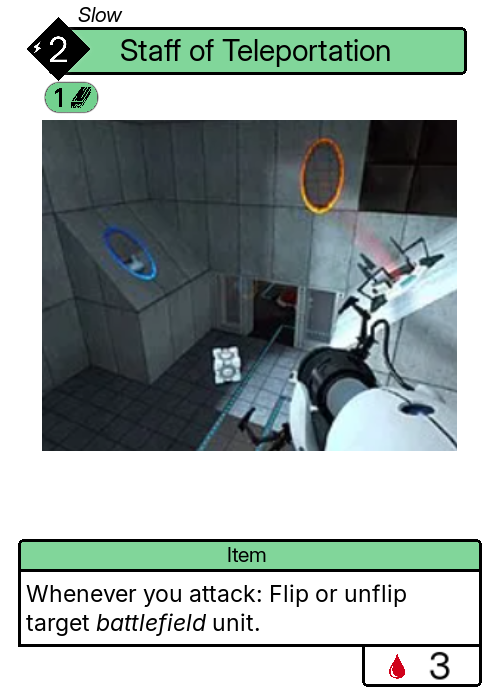 Slow
2
Staff of Teleportation
1
Item
Whenever you attack: Flip or unflip
target battlefield unit.
3